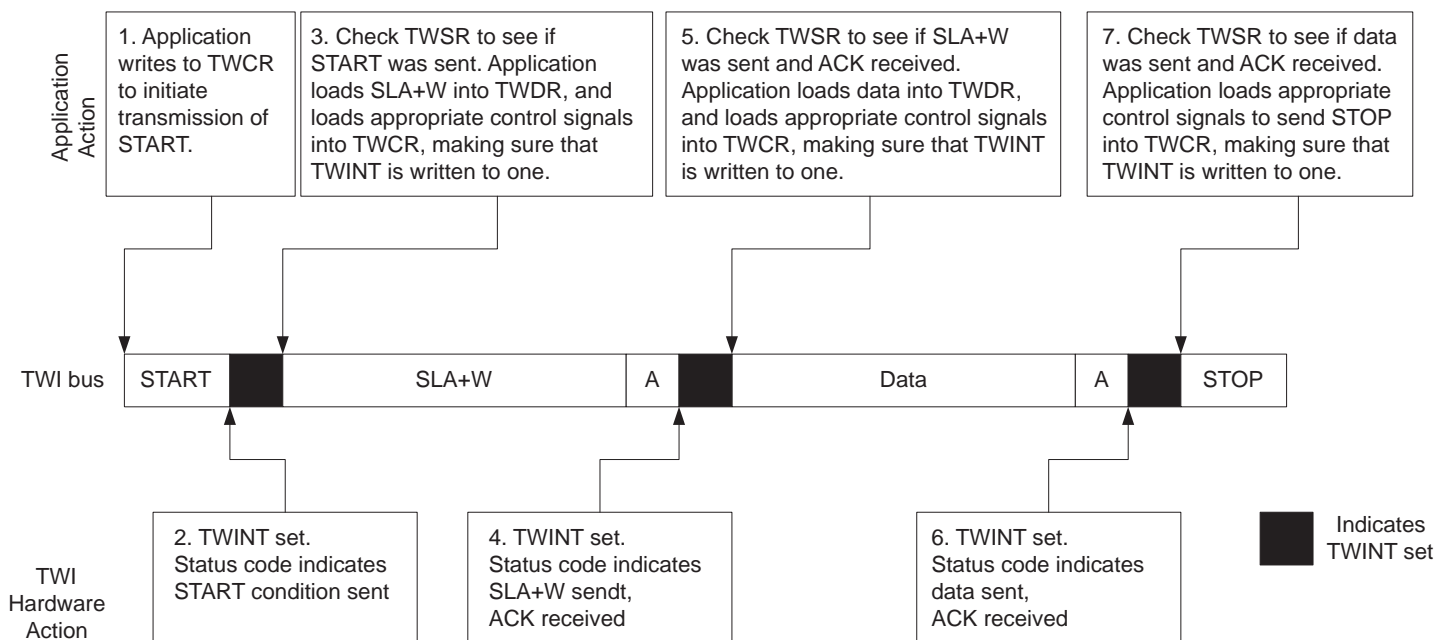 Application
Action
1. Application
writes to TWCR
to initiate
transmission of
START.
3. Check TWSR to see if
START was sent. Application
loads SLA+W into TWDR, and
loads appropriate control signals
into TWCR, making sure that
TWINT is written to one.
5. Check TWSR to see if SLA+W
was sent and ACK received.
Application loads data into TWDR,
and loads appropriate control signals
into TWCR, making sure that TWINT
is written to one.
7. Check TWSR to see if data
was sent and ACK received.
Application loads appropriate
control signals to send STOP
into TWCR, making sure that
TWINT is written to one.
TWI bus
START
SLA+W
A
Data
A
STOP
2. TWINT set.
Status code indicates
START condition sent
4. TWINT set.
Status code indicates
SLA+W sendt,
ACK received
6. TWINT set.
Status code indicates
data sent,
ACK received
Indicates
TWINT set
TWI
Hardware
Action